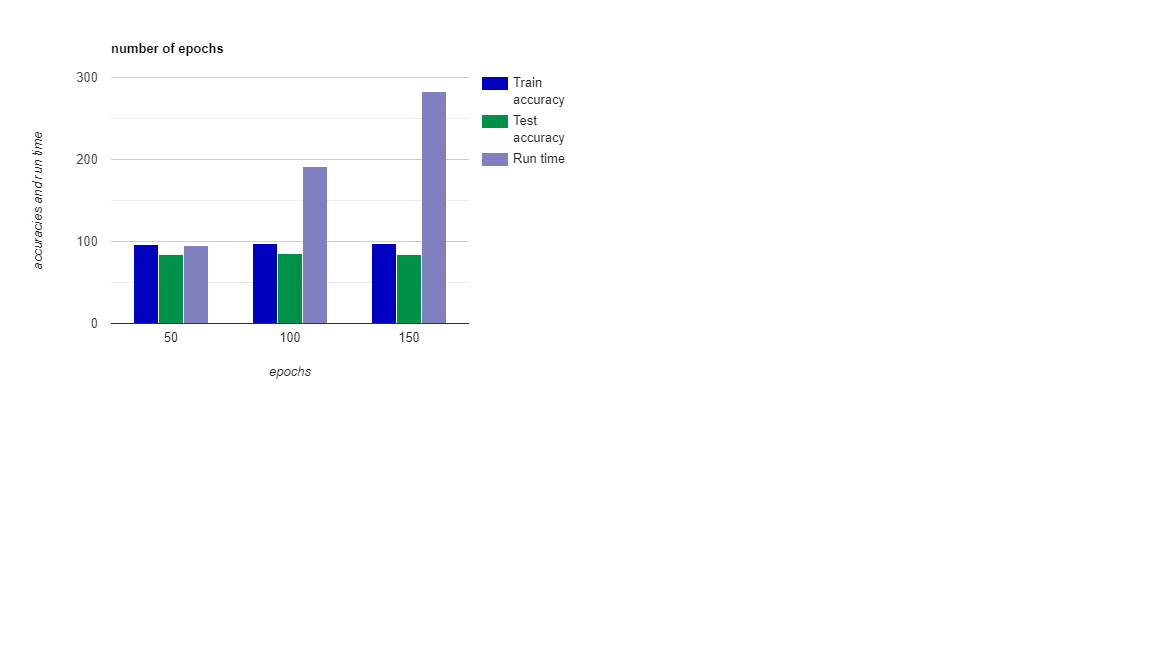 number of epochs
300
200
100
0
accuracies and run time
50 100 150
epochs
Train
accuracy
Test
accuracy
Run time